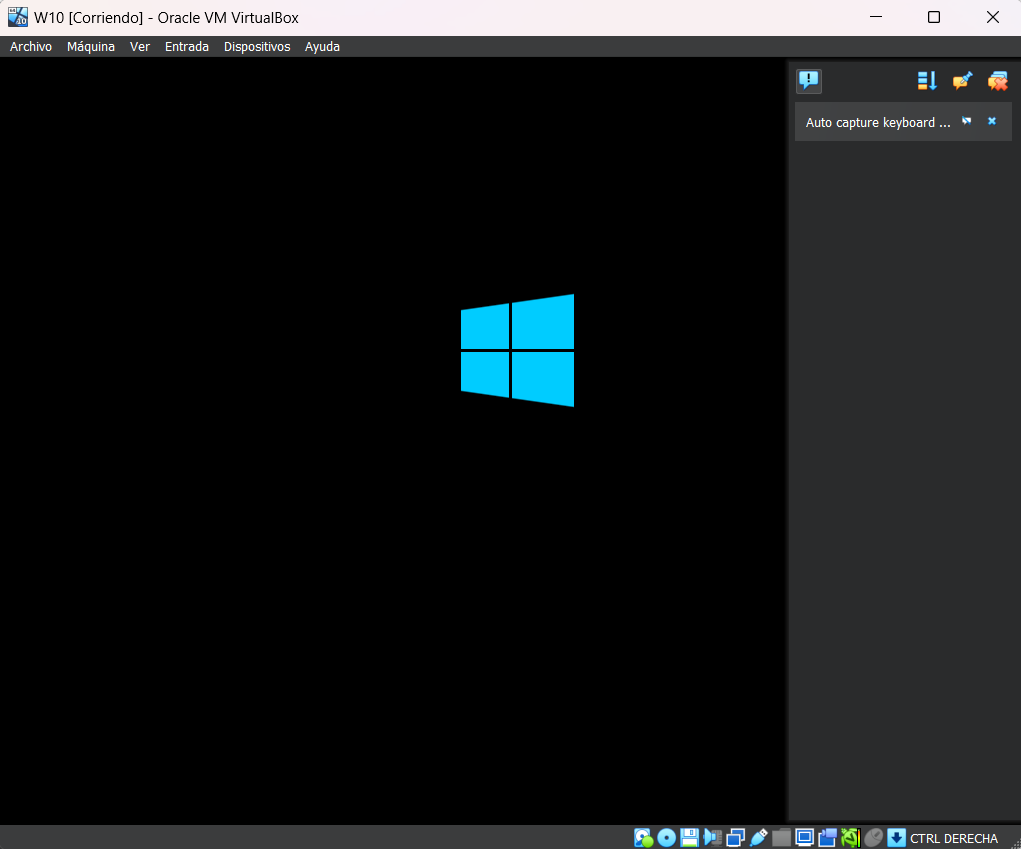 W10 [Corriendo] - Oracle VM VirtualBox
Archivo Máquina Ver Entrada Dispositivos Ayuda
Auto capture keyboard ...
CTRL DERECHA